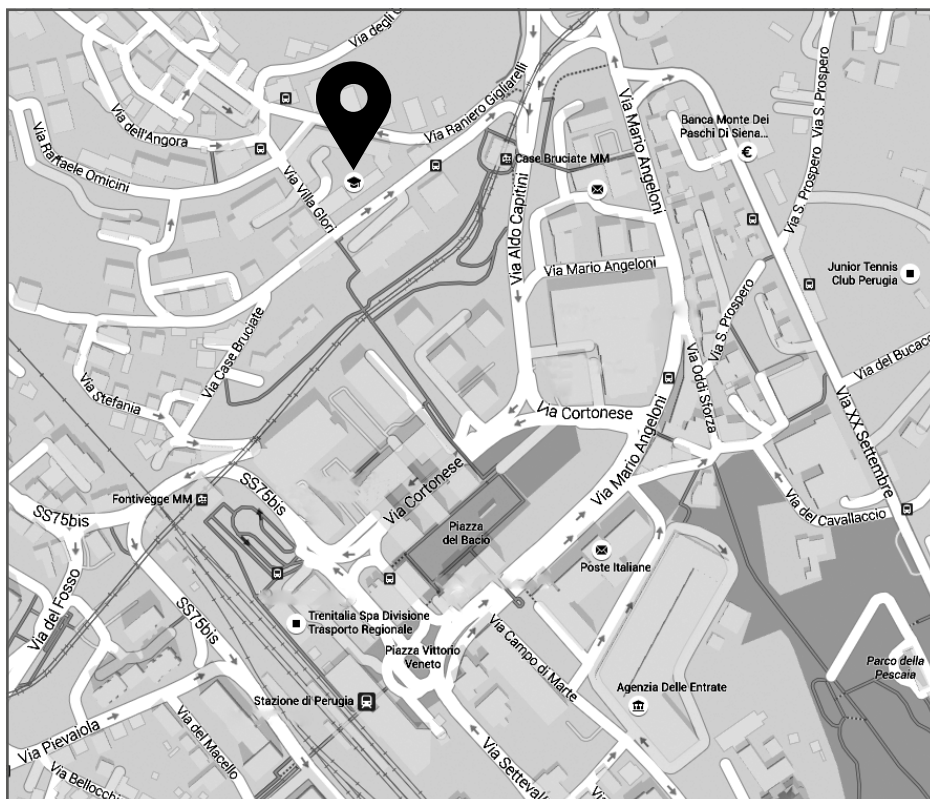 Via degli
Via Raniero Gigliarelli
Via dell'Angora
Via Raffaele Omicini
Via Villa Glori
Case Bruciate MM
Via Aldo Capitini
Via Mario Angeloni
Banca Monte Dei
Paschi Di Siena...
€
Via S. Prospero
Via S. Prospero
Via Mario Angeloni
Junior Tennis
Club Perugia
Via S. Prospero
Via Case Bruciate
Via Stefania
Via Oddi Sforza
Via del Bucacc
Via Cortonese
Via Mario Angeloni
Via XX Settembre
Via Cortonese
SS75bis
Fontivegge MM
SS75bis
Piazza
del Bacio
Via del Cavallaccio
Poste Italiane
Via del Fosso
SS75bis
Trenitalia Spa Divisione
Trasporto Regionale
Via Campo di Marte
Piazza Vittorio
Veneto
Parco della
Pescaia
Agenzia Delle Entrate
Stazione di Perugia
Via Pievaiola
Via del Macello
Via Setteval
Via Bellocchi